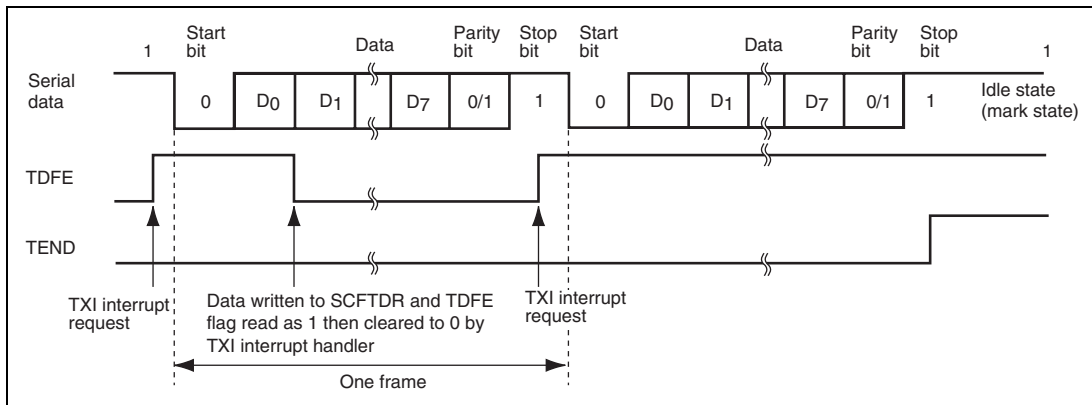 1 Start bit Data Parity bit Stop bit Start bit Data Parity bit Stop bit 1
Serial data 0 D0 D1 D7 0/1 1 0 D0 D1 D7 0/1 1 Idle state (mark state)
TDFE
TEND
TXI interrupt request
Data written to SCFTDR and TDFE
flag read as 1 then cleared to 0 by
TXI interrupt handler
TXI interrupt request
One frame